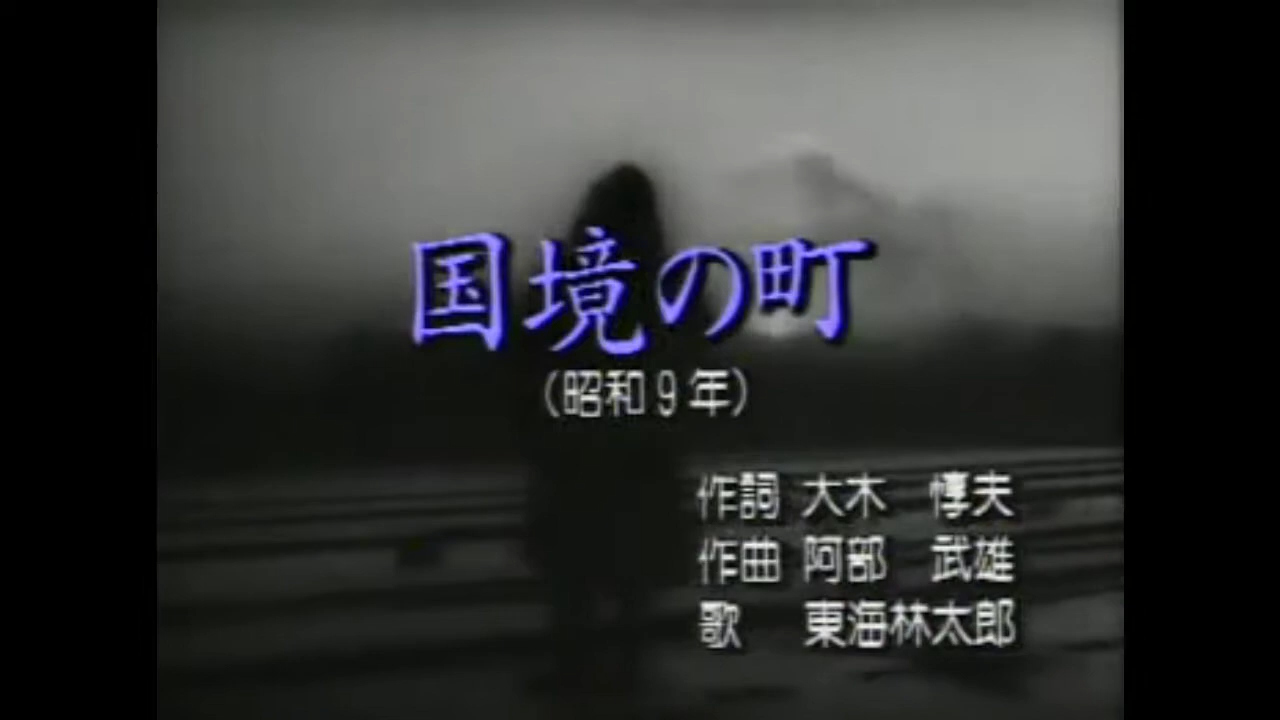 国境の町
（昭和9年）
作詞 大木　惇夫
作曲 阿部　武雄
歌　 東海林太郎